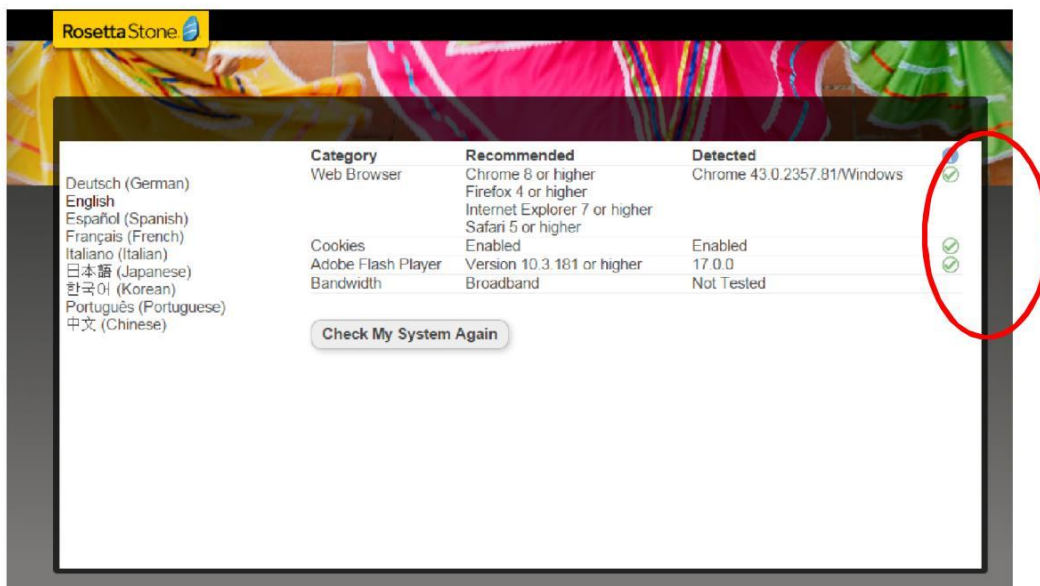 RosettaStone
Deutsch (German)
English
Español (Spanish)
Français (French)
Italiano (Italian)
日本語 (Japanese)
한국어 (Korean)
Português (Portuguese)
中文 (Chinese)
Category Recommended Detected
Web Browser Chrome 8 or higher Chrome 43.0.2357.81/Windows
Firefox 4 or higher
Internet Explorer 7 or higher
Safari 5 or higher
Cookies Enabled Enabled
Adobe Flash Player Version 10.3.181 or higher 17.0.0
Bandwidth Broadband Not Tested
Check My System Again